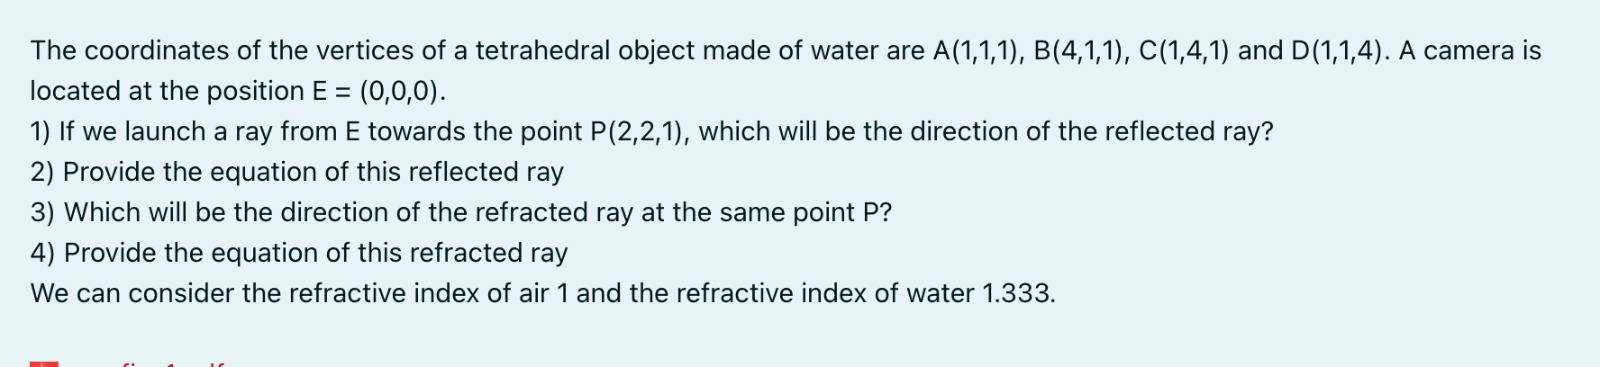 The coordinates of the vertices of a tetrahedral object made of water are A(1,1,1), B(4,1,1), C(1,4,1) and D(1,1,4). A camera is
located at the position E = (0,0,0).
1) If we launch a ray from E towards the point P(2,2,1), which will be the direction of the reflected ray?
2) Provide the equation of this reflected ray
3) Which will be the direction of the refracted ray at the same point P?
4) Provide the equation of this refracted ray
We can consider the refractive index of air 1 and the refractive index of water 1.333.